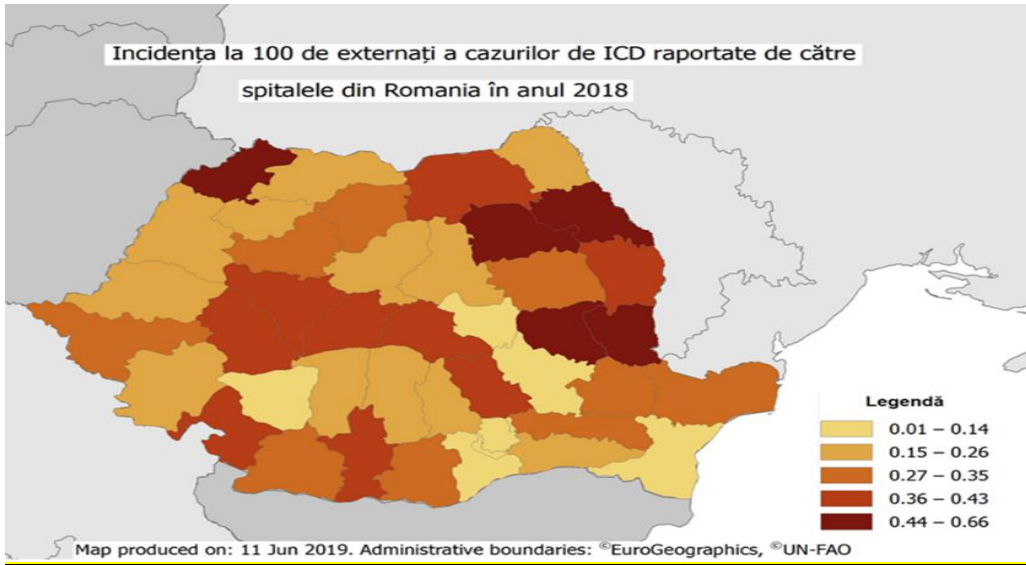 Incidența la 100 de externați a cazurilor de ICD raportate de către
spitalele din Romania în anul 2018
Legendă
0.01 – 0.14
0.15 – 0.26
0.27 – 0.35
0.36 – 0.43
0.44 – 0.66
Map produced on: 11 Jun 2019. Administrative boundaries: ©EuroGeographics, ©UN-FAO